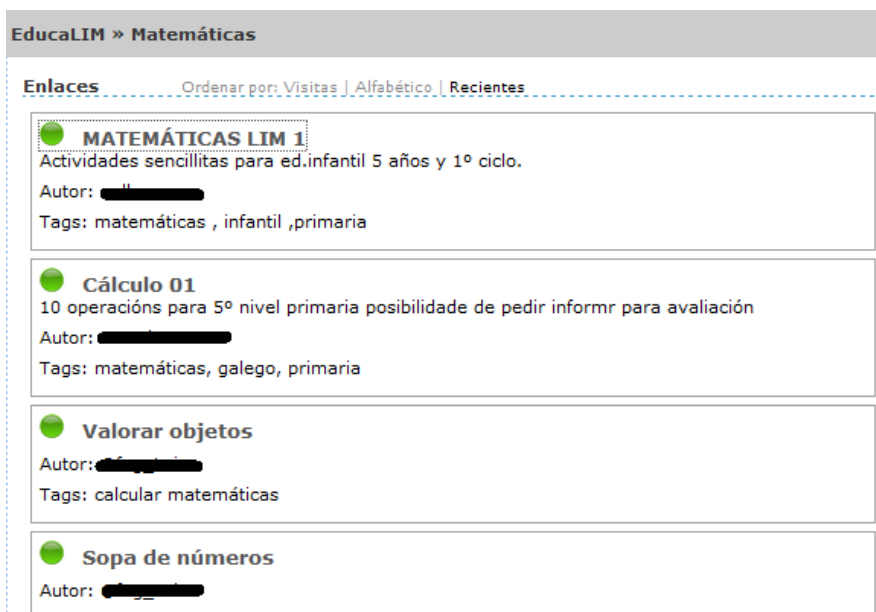 EducaLIM » Matemáticas
Enlaces Ordenar por: Visitas | Alfabético | Recientes
MATEMÁTICAS LIM 1
Actividades sencillitas para ed.infantil 5 años y 1º ciclo.
Autor:
Tags: matemáticas , infantil ,primaria
Cálculo 01
10 operacións para 5º nivel primaria posibilidade de pedir informr para avaliación
Autor:
Tags: matemáticas, galego, primaria
Valorar objetos
Autor:
Tags: calcular matemáticas
Sopa de números
Autor: